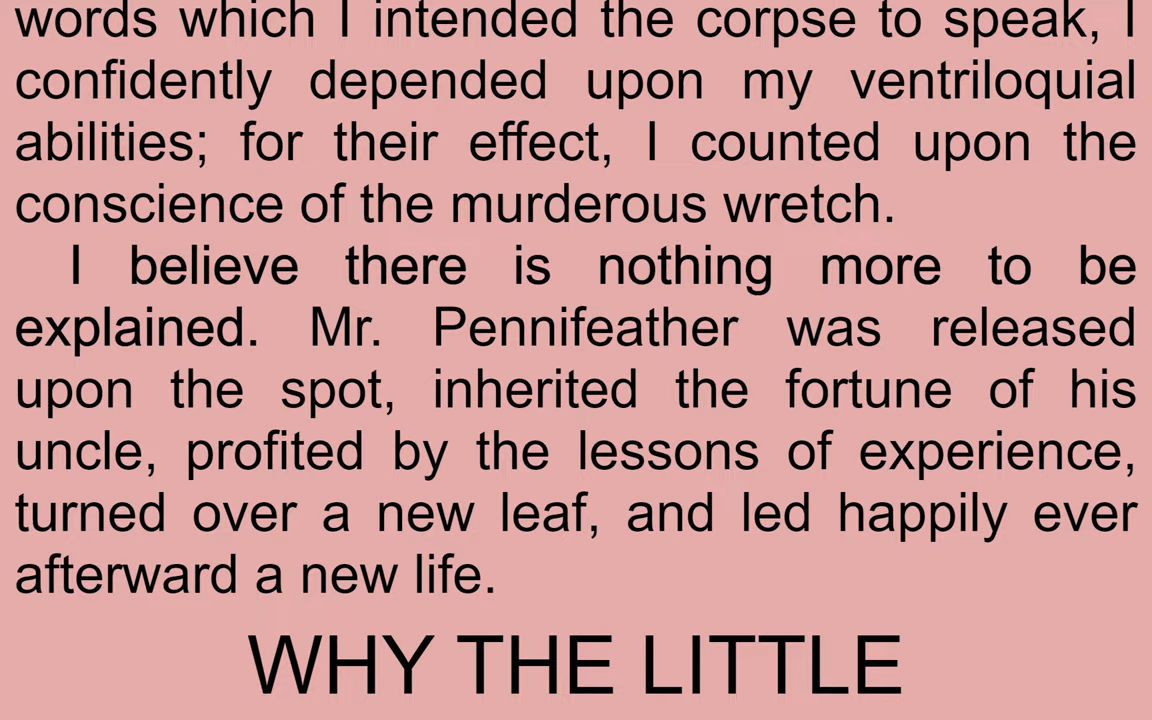 words which I intended the corpse to speak, I
confidently depended upon my ventriloquial
abilities; for their effect, I counted upon the
conscience of the murderous wretch.
I believe there is nothing more to be
explained. Mr. Pennifeather was released
upon the spot, inherited the fortune of his
uncle, profited by the lessons of experience,
turned over a new leaf, and led happily ever
afterward a new life.
WHY THE LITTLE